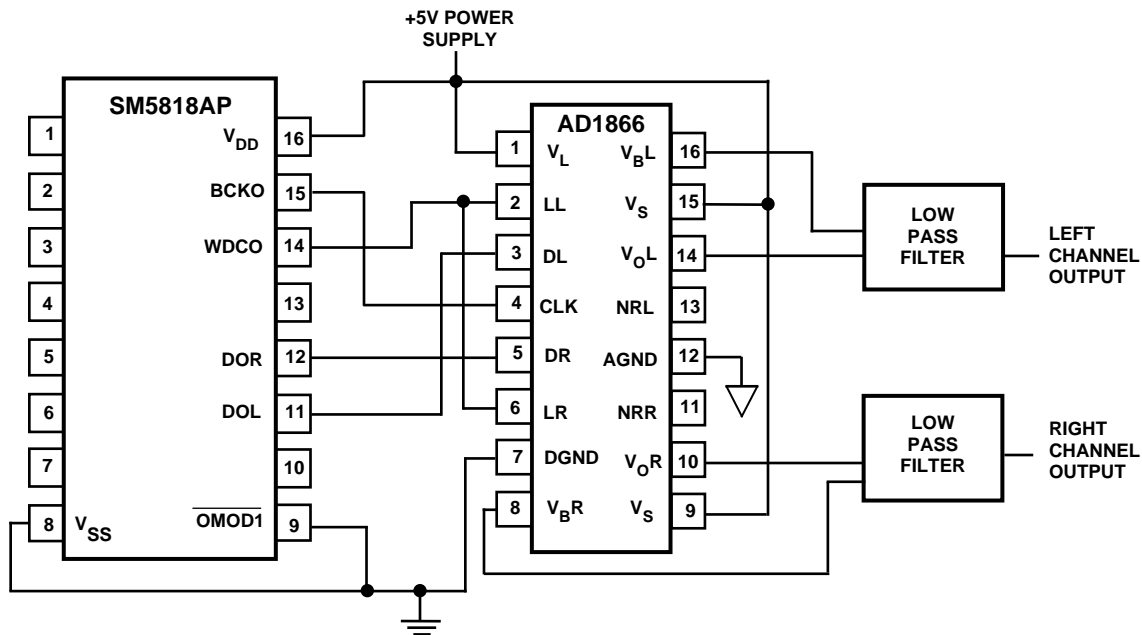 +5V POWER
SUPPLY
SM5818AP
1
2
3
4
5
6
7
8
V_SS
V_DD
16
BCKO
15
WDCO
14
13
DOR
12
DOL
11
10
OMOD1
9
AD1866
1
V_L
2
LL
3
DL
4
CLK
5
DR
6
LR
7
DGND
8
V_BR
V_BL
16
V_S
15
V_OL
14
NRL
13
AGND
12
NRR
11
V_OR
10
V_S
9
LOW
PASS
FILTER
LEFT
CHANNEL
OUTPUT
LOW
PASS
FILTER
RIGHT
CHANNEL
OUTPUT